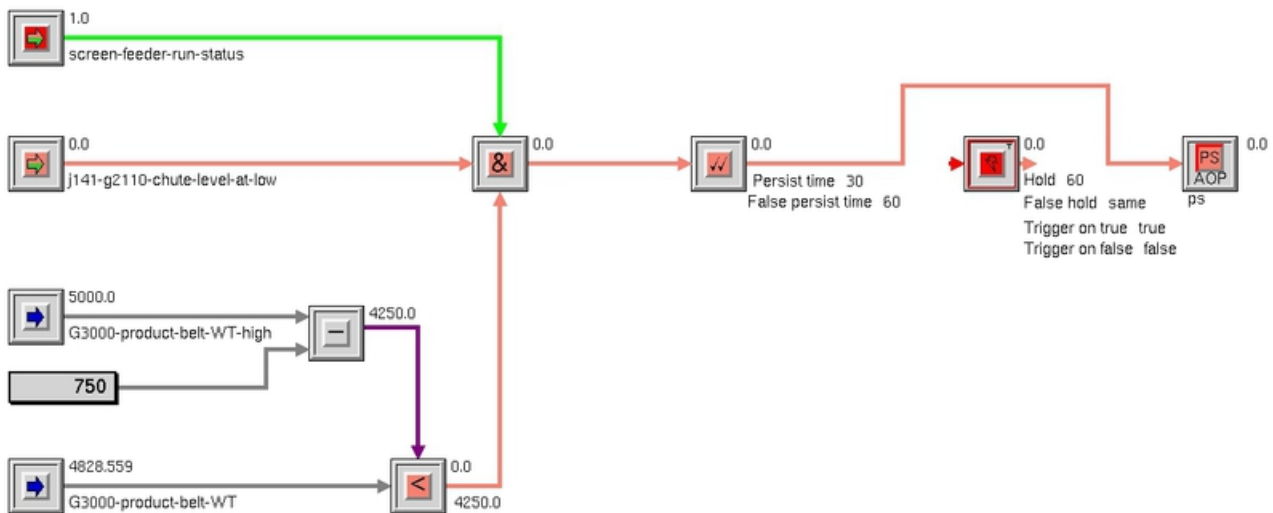 1.0
screen-feeder-run-status
0.0
j141-g2110-chute-level-at-low
&
0.0
0.0
Persist time 30
False persist time 60
0.0
Hold 60
False hold same
Trigger on true true
Trigger on false false
PS
AOP
ps
0.0
5000.0
G3000-product-belt-WT-high
750
−
4250.0
4828.559
G3000-product-belt-WT
<
0.0
4250.0